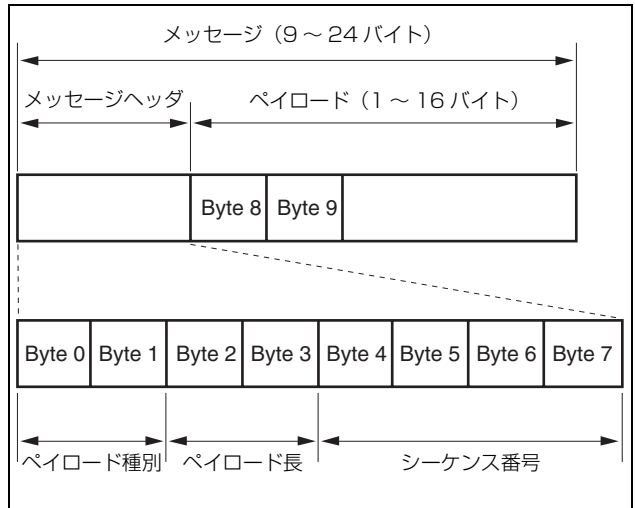 メッセージ（9～24バイト）
メッセージヘッダ ペイロード（1～16バイト）
Byte 8 Byte 9
Byte 0 Byte 1 Byte 2 Byte 3 Byte 4 Byte 5 Byte 6 Byte 7
ペイロード種別 ペイロード長 シーケンス番号